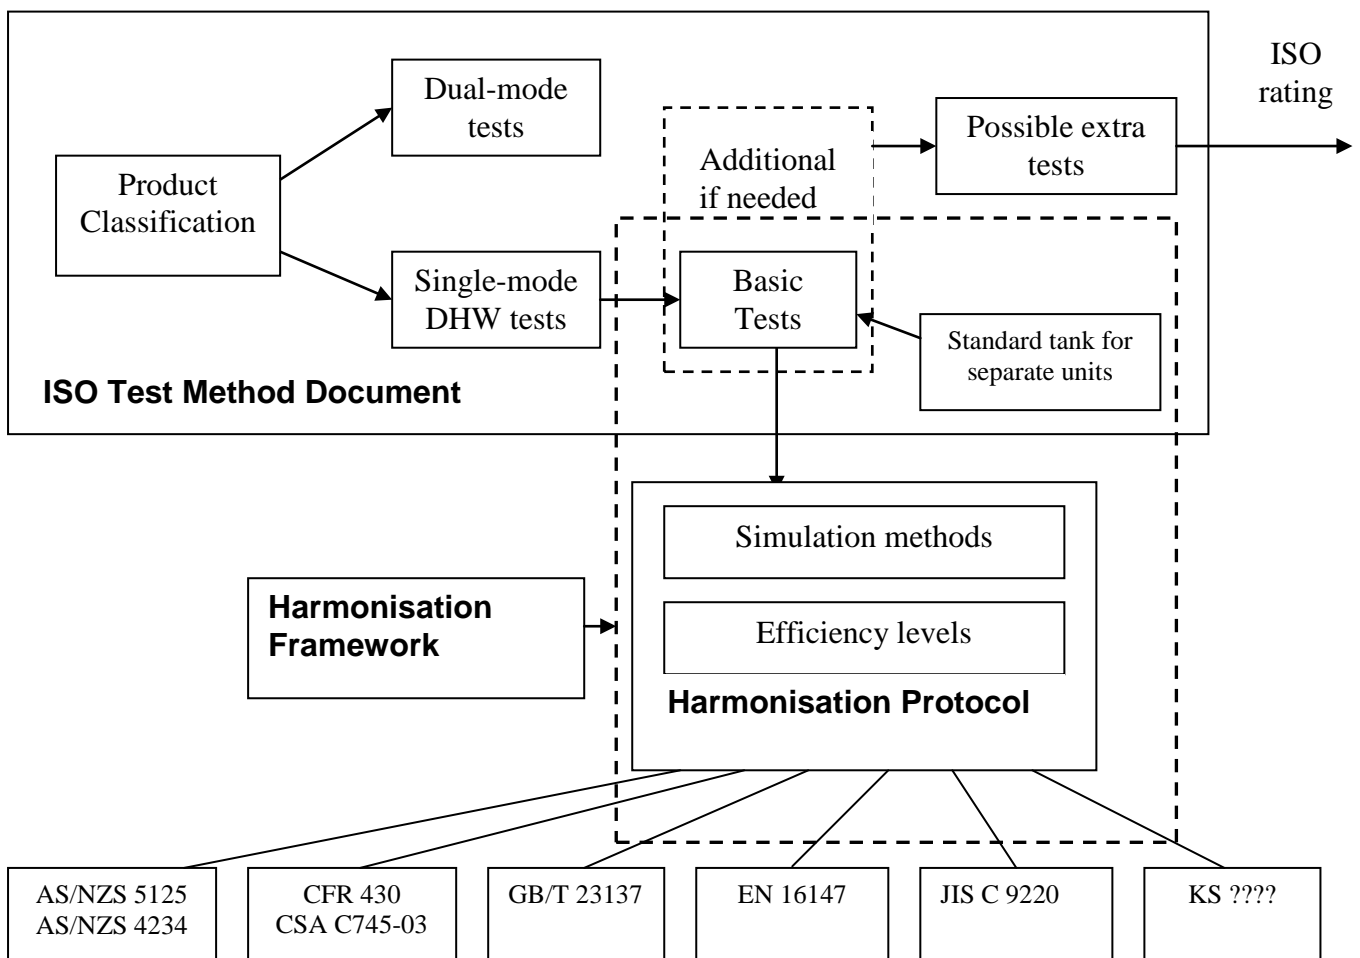 ISO
rating
Dual-mode
tests
Possible extra
tests
Additional
if needed
Product
Classification
Single-mode
DHW tests
Basic
Tests
Standard tank for
separate units
ISO Test Method Document
Simulation methods
Harmonisation
Framework
Efficiency levels
Harmonisation Protocol
AS/NZS 5125
AS/NZS 4234
CFR 430
CSA C745-03
GB/T 23137
EN 16147
JIS C 9220
KS ????